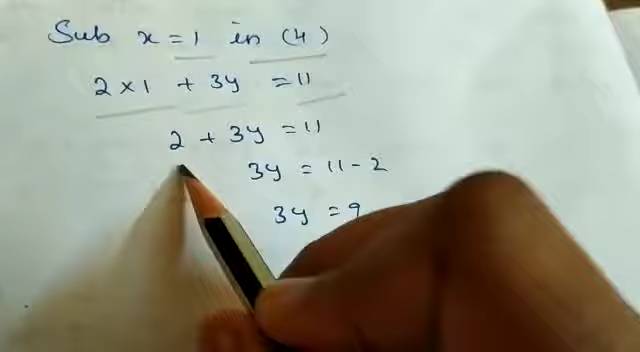 Sub x = 1 in (4)
2 × 1 + 3y = 11
2 + 3y = 11
3y = 11 - 2
3y = 9